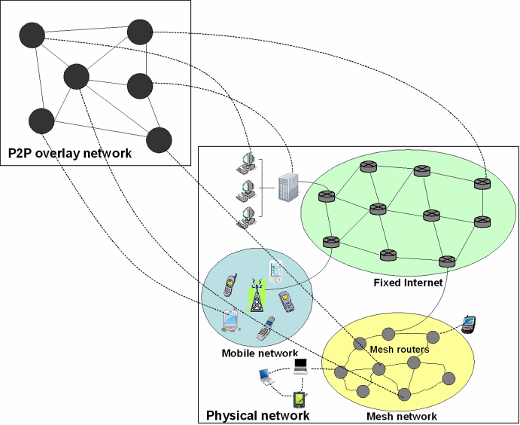 P2P overlay network
Fixed Internet
Mobile network
Mesh routers
Physical network
Mesh network